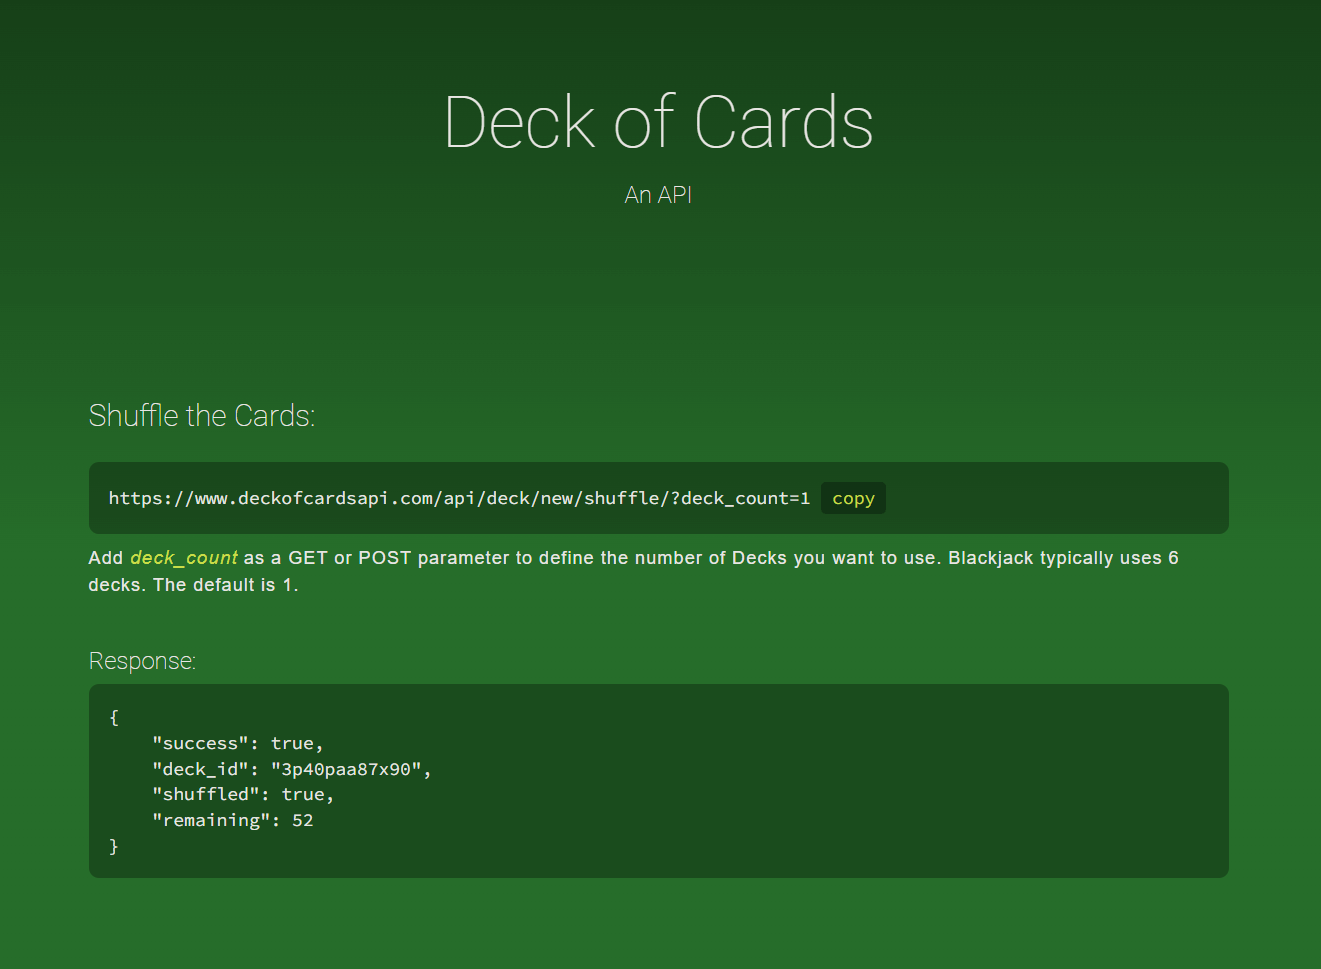 Deck of Cards
An API
Shuffle the Cards:
https://www.deckofcardsapi.com/api/deck/new/shuffle/?deck_count=1 copy
Add deck_count as a GET or POST parameter to define the number of Decks you want to use. Blackjack typically uses 6
decks. The default is 1.
Response:
{
    "success": true,
    "deck_id": "3p40paa87x90",
    "shuffled": true,
    "remaining": 52
}